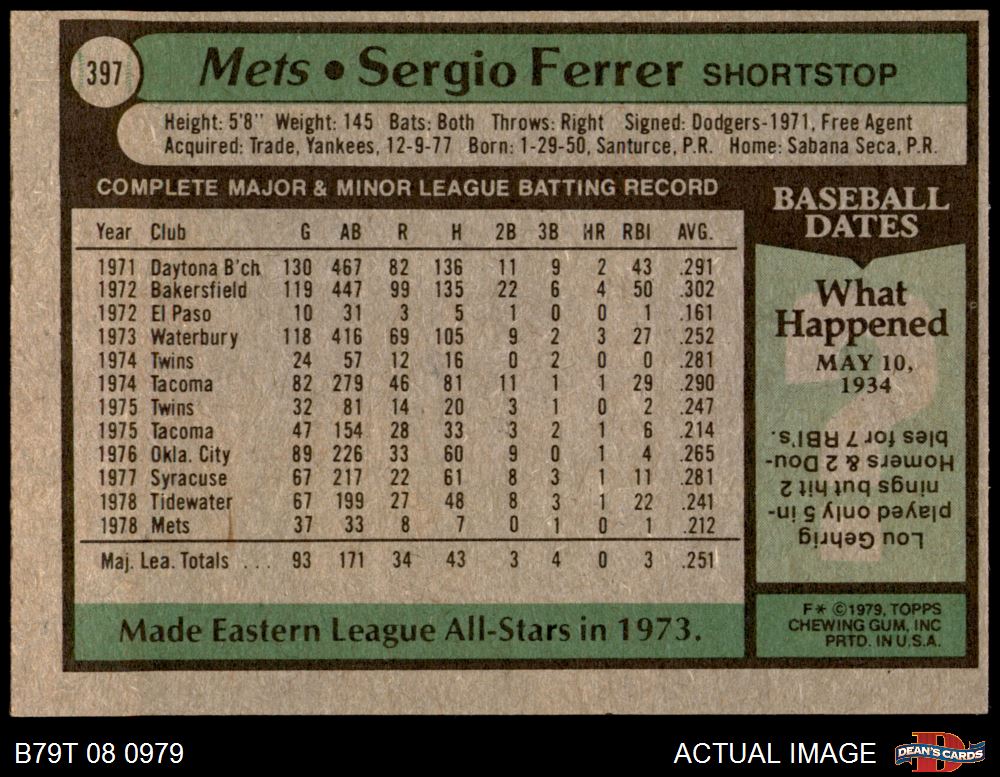 397
Mets • Sergio Ferrer SHORTSTOP
Height: 5'8" Weight: 145 Bats: Both Throws: Right Signed: Dodgers-1971, Free Agent
Acquired: Trade, Yankees, 12-9-77 Born: 1-29-50, Santurce, P.R. Home: Sabana Seca, P.R.
COMPLETE MAJOR & MINOR LEAGUE BATTING RECORD
Year Club G AB R H 2B 3B HR RBI AVG.
1971 Daytona B'ch 130 467 82 136 11 9 2 43 .291
1972 Bakersfield 119 447 99 135 22 6 4 50 .302
1972 El Paso 10 31 3 5 1 0 0 1 .161
1973 Waterbury 118 416 69 105 9 2 3 27 .252
1974 Twins 24 57 12 16 0 2 0 0 .281
1974 Tacoma 82 279 46 81 11 1 1 29 .290
1975 Twins 32 81 14 20 3 1 0 2 .247
1975 Tacoma 47 154 28 33 3 2 1 6 .214
1976 Okla. City 89 226 33 60 9 0 1 4 .265
1977 Syracuse 67 217 22 61 8 3 1 11 .281
1978 Tidewater 67 199 27 48 8 3 1 22 .241
1978 Mets 37 33 8 7 0 1 0 1 .212
Maj. Lea. Totals ... 93 171 34 43 3 4 0 3 .251
Made Eastern League All-Stars in 1973.
BASEBALL
DATES
What
Happened
MAY 10,
1934
Lou Gehrig
played only 5 in-
nings but hit 2
Homers & 2 Dou-
bles for 7 RBI's.
F* ©1979, TOPPS
CHEWING GUM, INC
PRTD. IN U.S.A.
B79T 08 0979
ACTUAL IMAGE
D
DEAN'S CARDS